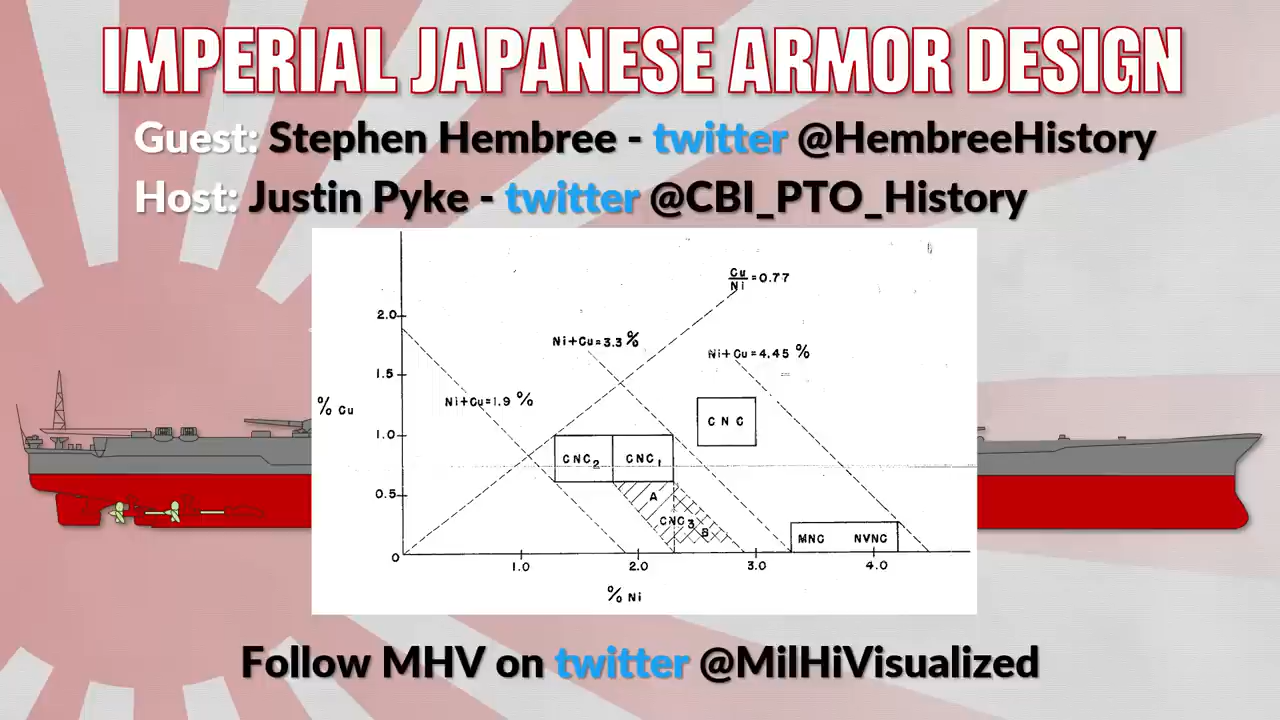 IMPERIAL JAPANESE ARMOR DESIGN
Guest: Stephen Hembree - twitter @HembreeHistory
Host: Justin Pyke - twitter @CBI_PTO_History
Cu
Ni
=0.77
2.0
Ni+Cu=3.3 %
Ni+Cu=4.45 %
1.5
Ni+Cu=1.9 %
% Cu
CNC
1.0
CNC2
CNC1
0.5
A
CNC3
B
MNC NVNC
0
1.0
2.0
3.0
4.0
% Ni
Follow MHV on twitter @MilHiVisualized